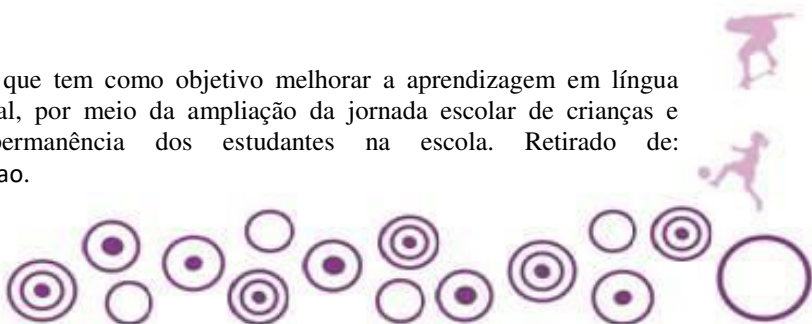 que tem como objetivo melhorar a aprendizagem em língua
al, por meio da ampliação da jornada escolar de crianças e
permanência dos estudantes na escola. Retirado de:
ao.